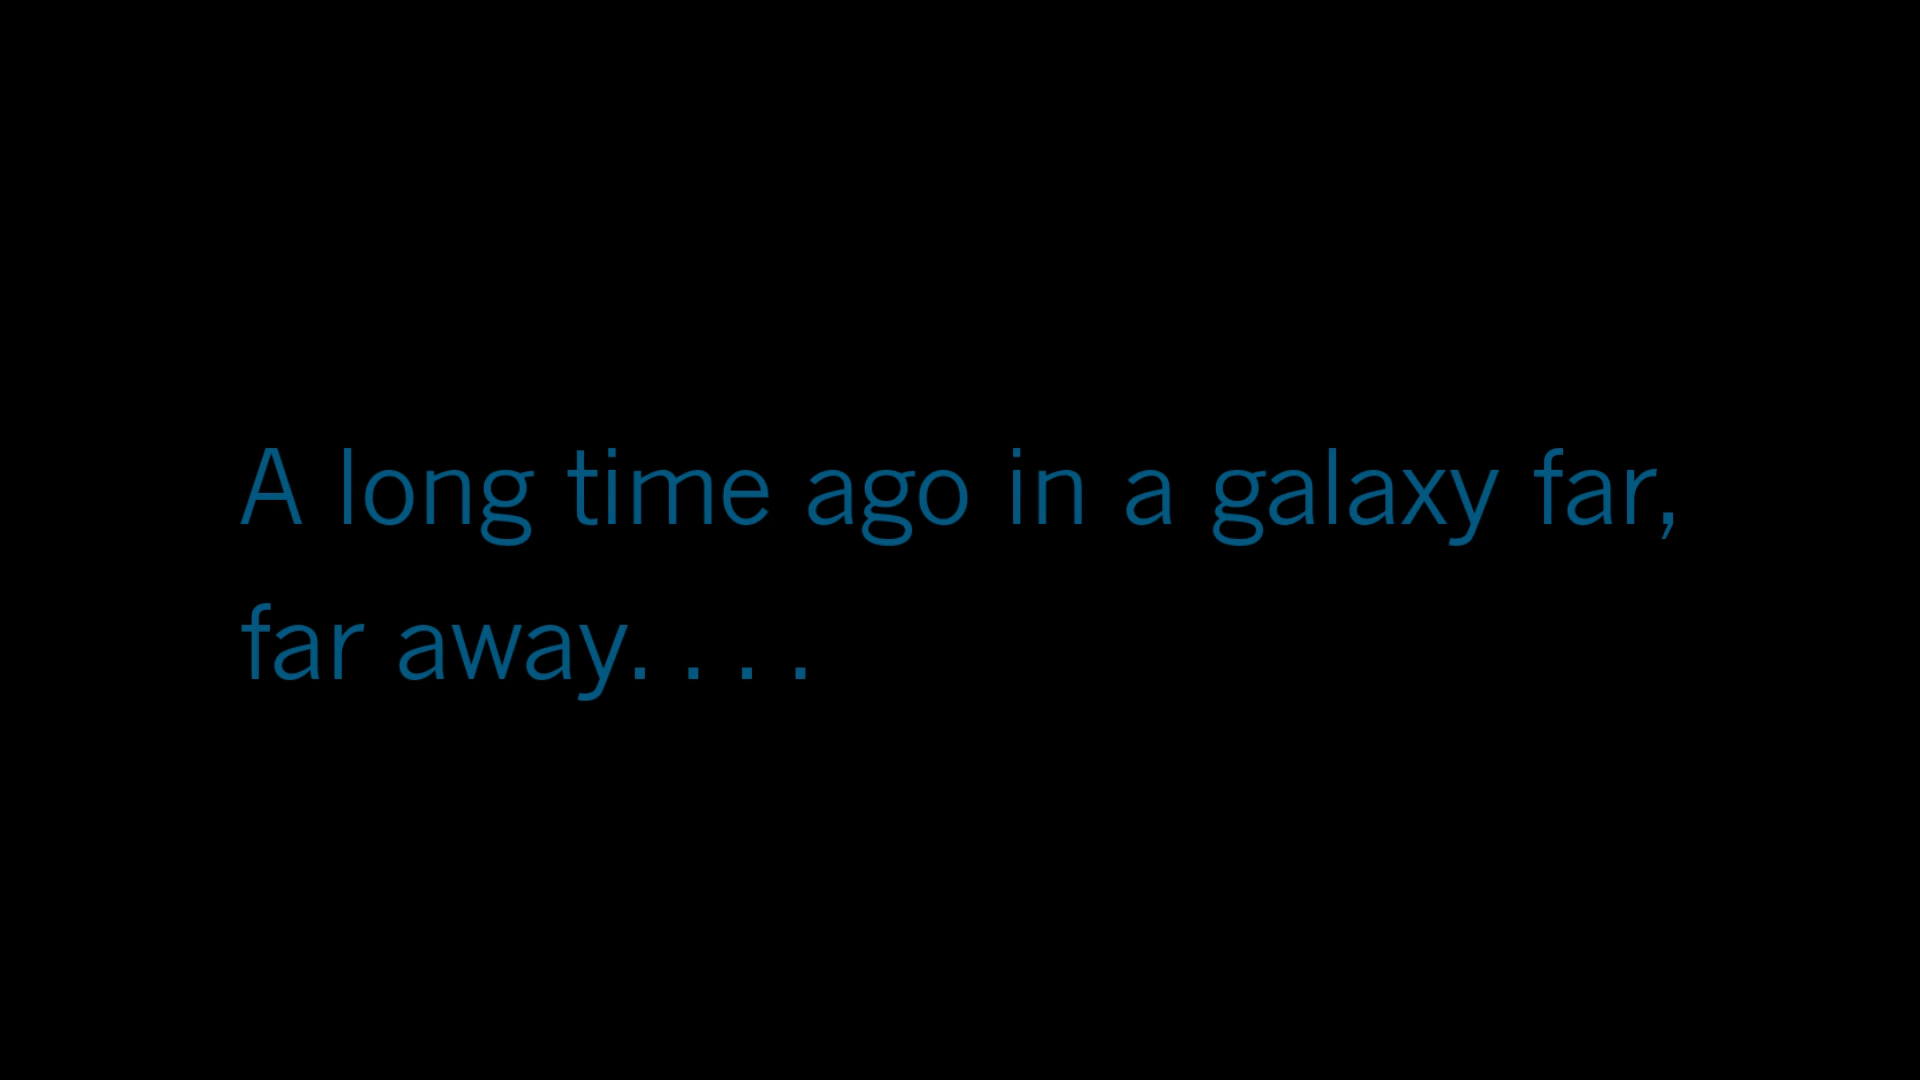 A long time ago in a galaxy far,
far away. . . .